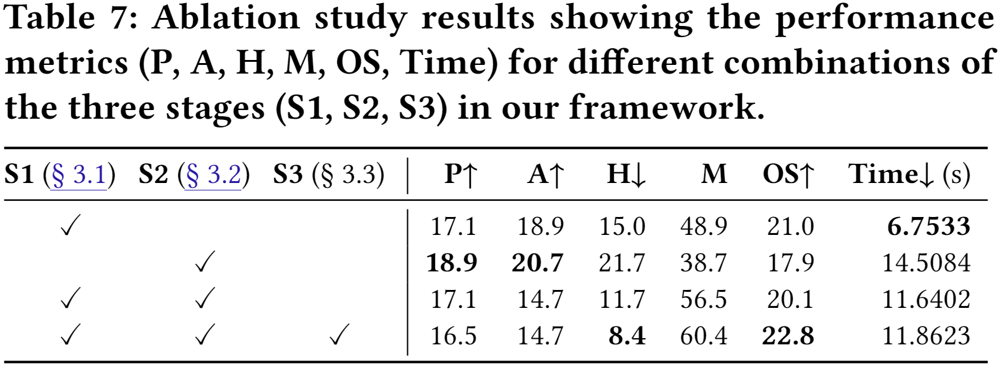 Table 7: Ablation study results showing the performance
metrics (P, A, H, M, OS, Time) for different combinations of
the three stages (S1, S2, S3) in our framework.
S1 (§ 3.1) S2 (§ 3.2) S3 (§ 3.3) P↑ A↑ H↓ M OS↑ Time↓ (s)
✓ 17.1 18.9 15.0 48.9 21.0 6.7533
✓ 18.9 20.7 21.7 38.7 17.9 14.5084
✓ ✓ 17.1 14.7 11.7 56.5 20.1 11.6402
✓ ✓ ✓ 16.5 14.7 8.4 60.4 22.8 11.8623